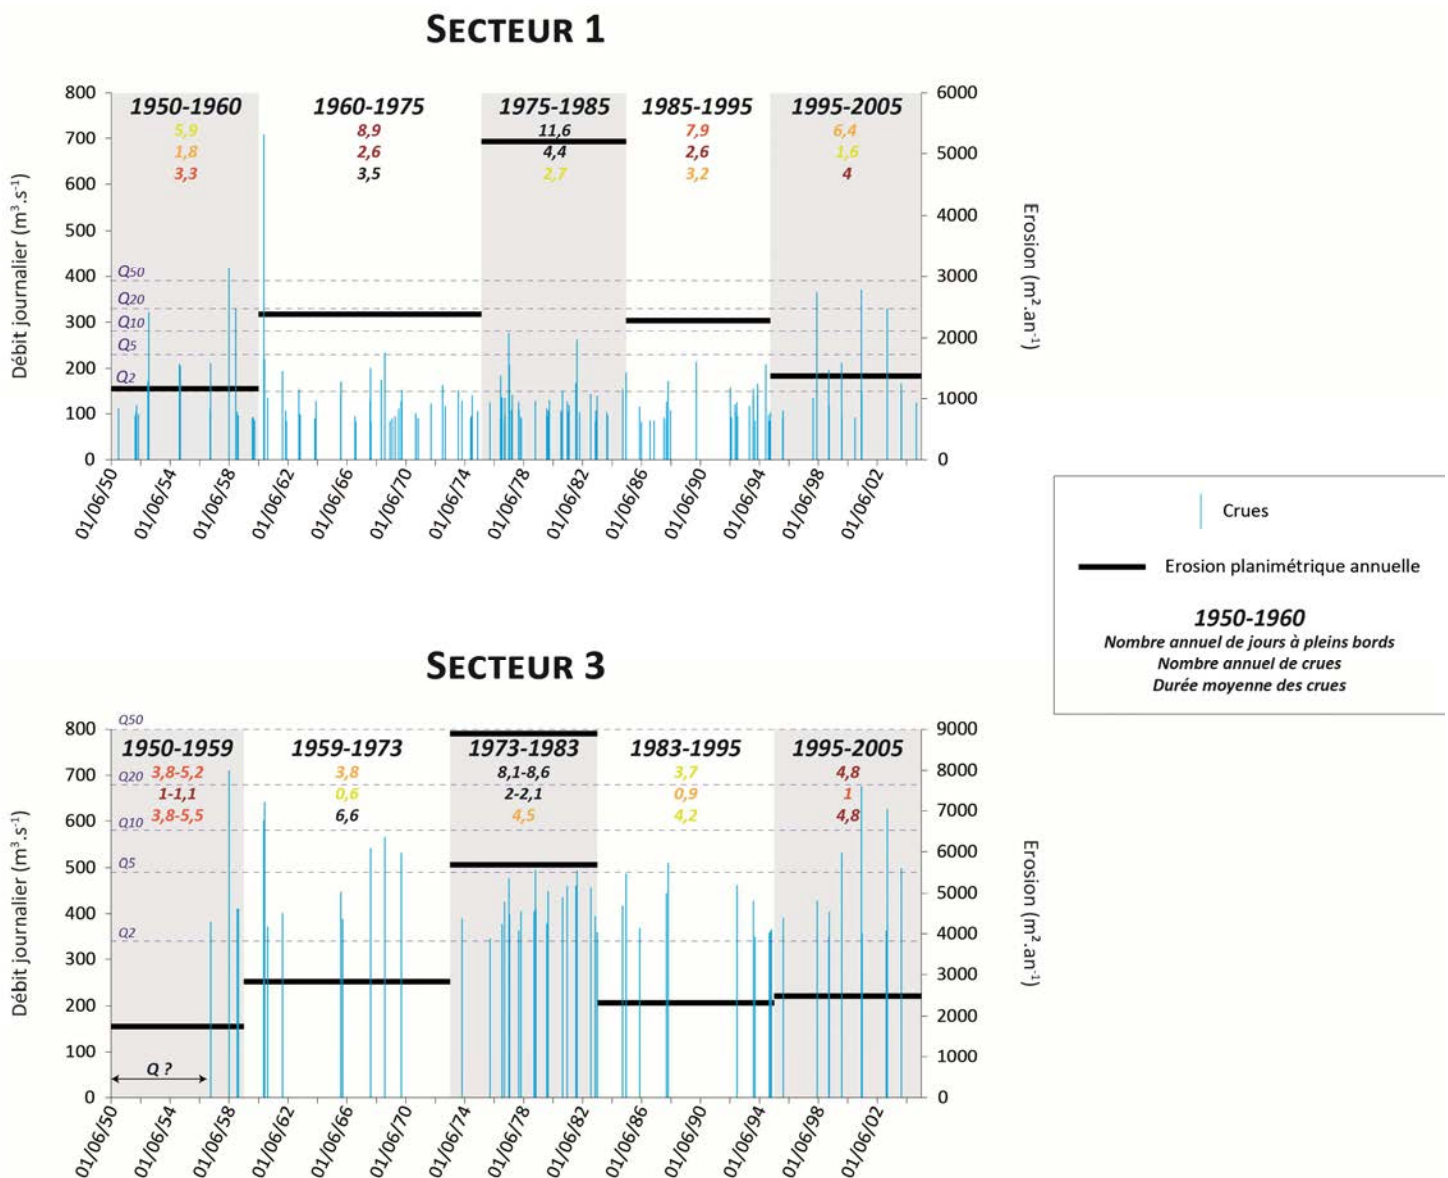 SECTEUR 1
1950-1960 1960-1975 1975-1985 1985-1995 1995-2005
5,9 8,9 11,6 7,9 6,4
1,8 2,6 4,4 2,6 1,6
3,3 3,5 2,7 3,2 4
Débit journalier (m³.s⁻¹)
800
700
600
500
400
300
200
100
0
Q50
Q20
Q10
Q5
Q2
6000
5000
4000
3000
2000
1000
0
Erosion (m².an⁻¹)
01/06/50 01/06/54 01/06/58 01/06/62 01/06/66 01/06/70 01/06/74 01/06/78 01/06/82 01/06/86 01/06/90 01/06/94 01/06/98 01/06/02
Crues
Erosion planimétrique annuelle
1950-1960
Nombre annuel de jours à pleins bords
Nombre annuel de crues
Durée moyenne des crues
SECTEUR 3
1950-1959 1959-1973 1973-1983 1983-1995 1995-2005
3,8-5,2 3,8 8,1-8,6 3,7 4,8
1-1,1 0,6 2-2,1 0,9 1
3,8-5,5 6,6 4,5 4,2 4,8
Débit journalier (m³.s⁻¹)
800
700
600
500
400
300
200
100
0
Q50
Q20
Q10
Q5
Q2
Q ?
9000
8000
7000
6000
5000
4000
3000
2000
1000
0
Erosion (m².an⁻¹)
01/06/50 01/06/54 01/06/58 01/06/62 01/06/66 01/06/70 01/06/74 01/06/78 01/06/82 01/06/86 01/06/90 01/06/94 01/06/98 01/06/02